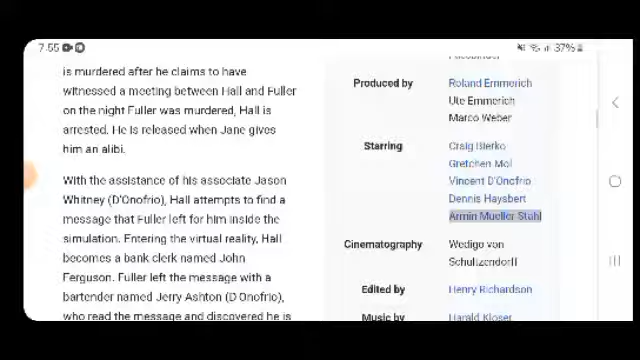 7:55
37%
is murdered after he claims to have
witnessed a meeting between Hall and Fuller
on the night Fuller was murdered, Hall is
arrested. He is released when Jane gives
him an alibi.
With the assistance of his associate Jason
Whitney (D'Onofrio), Hall attempts to find a
message that Fuller left for him inside the
simulation. Entering the virtual reality, Hall
becomes a bank clerk named John
Ferguson. Fuller left the message with a
bartender named Jerry Ashton (D'Onofrio),
who read the message and discovered he is
Produced by
Roland Emmerich
Ute Emmerich
Marco Weber
Starring
Craig Bierko
Gretchen Mol
Vincent D'Onofrio
Dennis Haysbert
Armin Mueller-Stahl
Cinematography
Wedigo von
Schultzendorff
Edited by
Henry Richardson
Music by
Harald Kloser